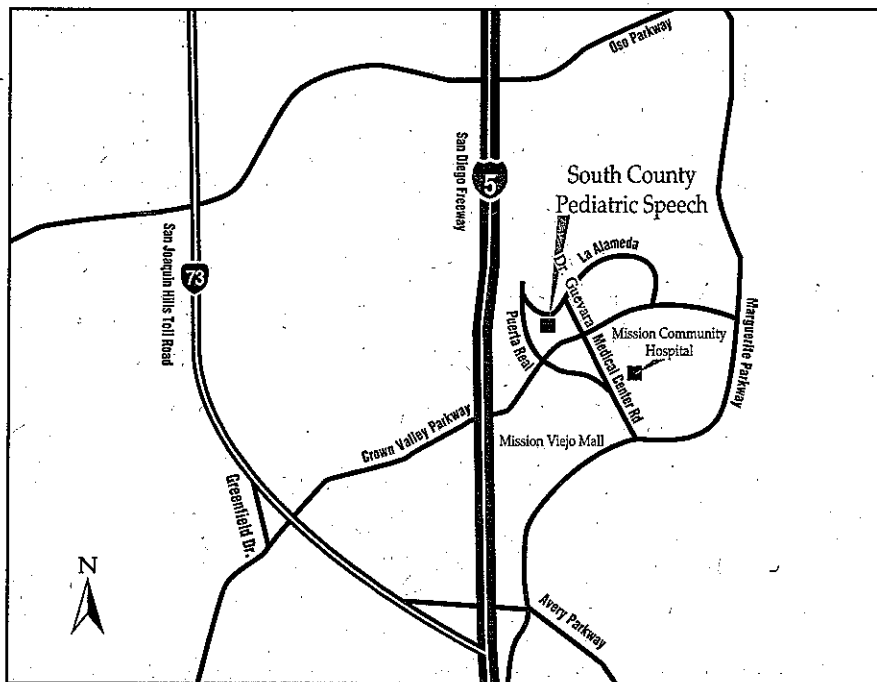 Oso Parkway
San Diego Freeway
5
South County
Pediatric Speech
La Alameda
Dr. Guevara
San Joaquin Hills Toll Road
73
Puerta Real
Mission Community
Hospital
Marguerite Parkway
Medical Center Rd
Crown Valley Parkway
Mission Viejo Mall
Greenfield Dr.
N
Avery Parkway